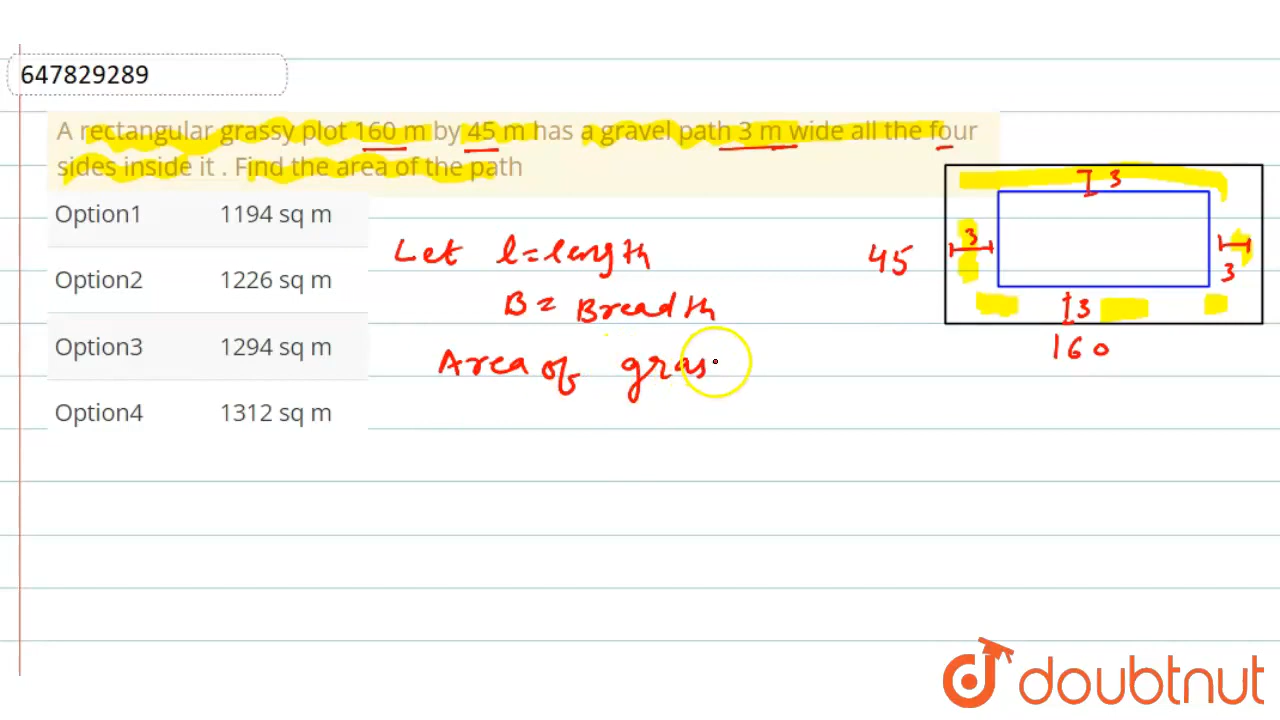 647829289
A rectangular grassy plot 160 m by 45 m has a gravel path 3 m wide all the four
sides inside it . Find the area of the path
Option1 1194 sq m
Option2 1226 sq m
Option3 1294 sq m
Option4 1312 sq m
Let l=length
B= Breadth
Area of gras
3
3
45
3
3
160
doubtnut